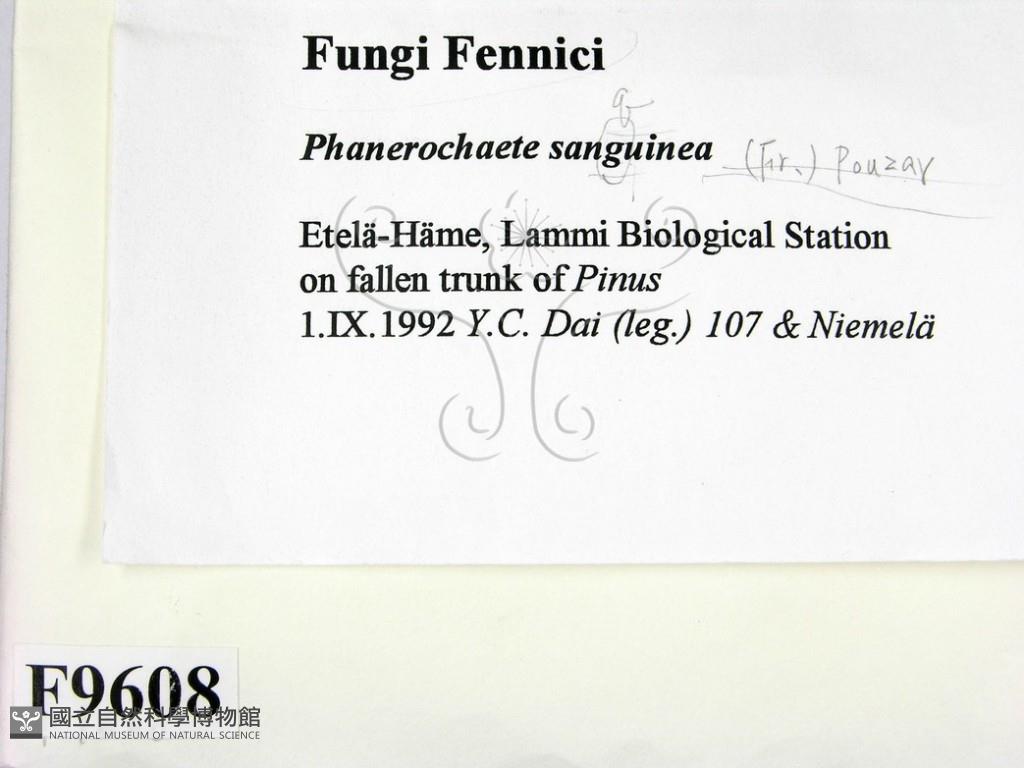 Fungi Fennici
Phanerochaete sanguinea (Fr.) Pouzar
Etelä-Häme, Lammi Biological Station
on fallen trunk of Pinus
1.IX.1992 Y.C. Dai (leg.) 107 & Niemelä
F9608
國立自然科學博物館
NATIONAL MUSEUM OF NATURAL SCIENCE